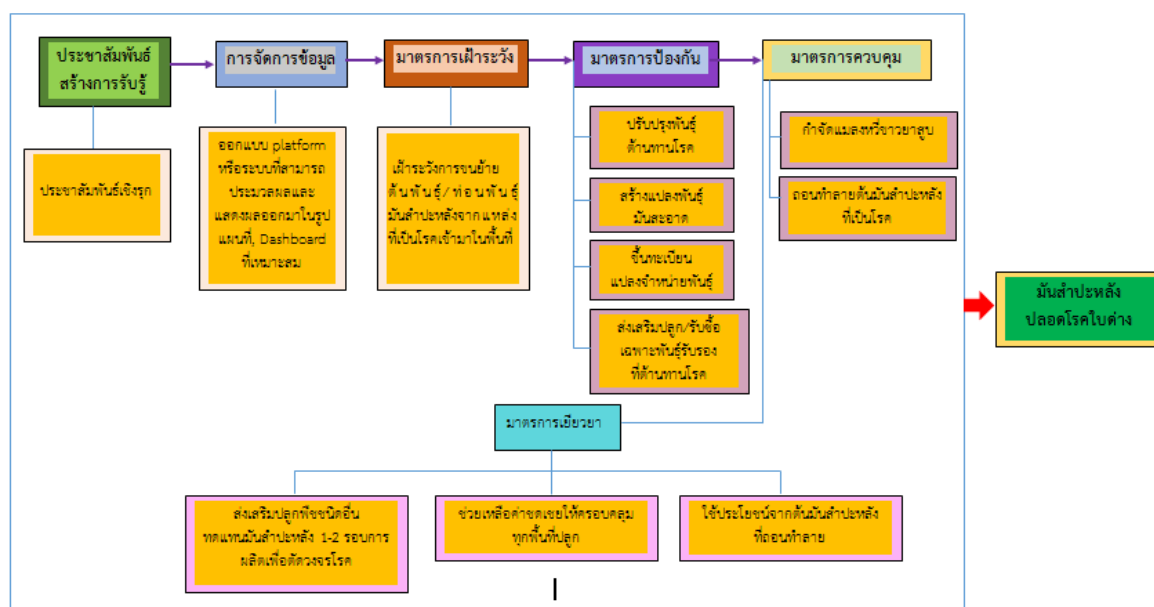 ประชาสัมพันธ์
สร้างการรับรู้
การจัดการข้อมูล
มาตรการเฝ้าระวัง
มาตรการป้องกัน
มาตรการควบคุม
ประชาสัมพันธ์เชิงรุก
ออกแบบ platform
หรือระบบที่สามารถ
ประมวลผลและ
แสดงผลออกมาในรูป
แผนที่, Dashboard
ที่เหมาะสม
เฝ้าระวังการขนย้าย
ต้นพันธุ์/ท่อนพันธุ์
มันสำปะหลังจากแหล่ง
ที่เป็นโรคเข้ามาในพื้นที่
ปรับปรุงพันธุ์
ต้านทานโรค
สร้างแปลงพันธุ์
มันสะอาด
ขึ้นทะเบียน
แปลงจำหน่ายพันธุ์
ส่งเสริมปลูก/รับซื้อ
เฉพาะพันธุ์รับรอง
ที่ต้านทานโรค
กำจัดแมลงหวี่ขาวยาสูบ
ถอนทำลายต้นมันสำปะหลัง
ที่เป็นโรค
มันสำปะหลัง
ปลอดโรคใบด่าง
มาตรการเยียวยา
ส่งเสริมปลูกพืชชนิดอื่น
ทดแทนมันสำปะหลัง 1-2 รอบการ
ผลิตเพื่อตัดวงจรโรค
ช่วยเหลือค่าชดเชยให้ครอบคลุม
ทุกพื้นที่ปลูก
ใช้ประโยชน์จากต้นมันสำปะหลัง
ที่ถอนทำลาย